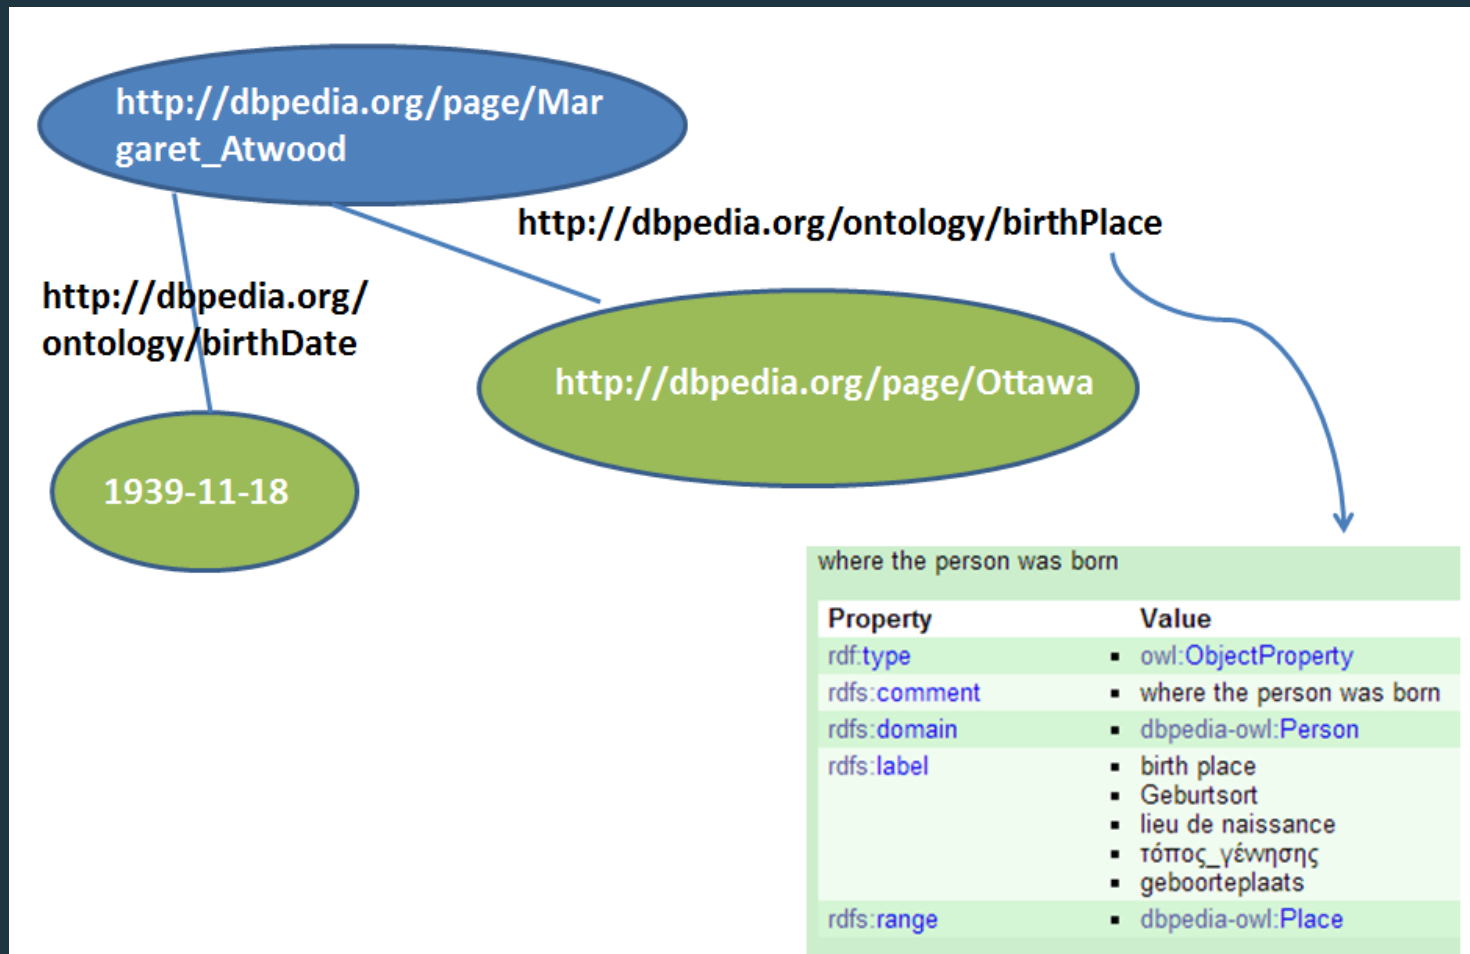 http://dbpedia.org/page/Mar
garet_Atwood
http://dbpedia.org/ontology/birthPlace
http://dbpedia.org/
ontology/birthDate
http://dbpedia.org/page/Ottawa
1939-11-18
where the person was born
Property Value
rdf:type ▪ owl:ObjectProperty
rdfs:comment ▪ where the person was born
rdfs:domain ▪ dbpedia-owl:Person
rdfs:label ▪ birth place
▪ Geburtsort
▪ lieu de naissance
▪ τόπος_γέννησης
▪ geboorteplaats
rdfs:range ▪ dbpedia-owl:Place